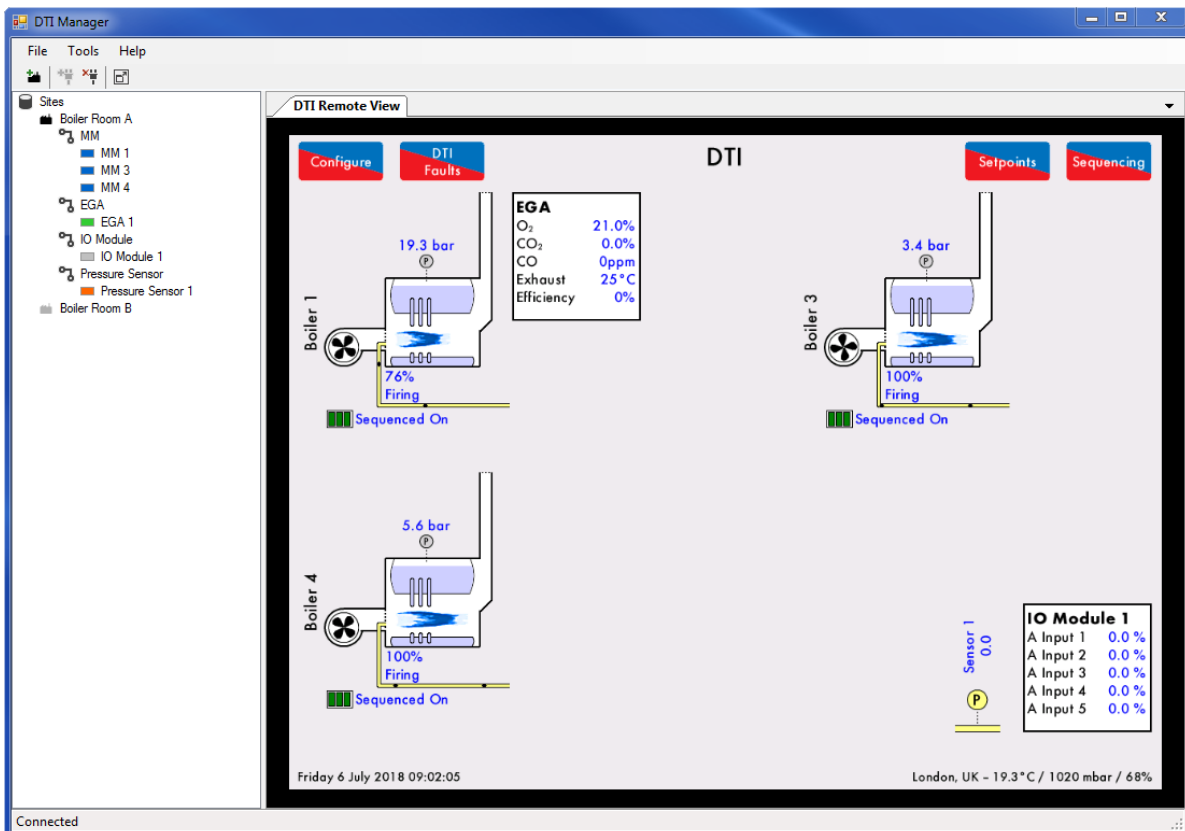 DTI Manager
File Tools Help
Sites
Boiler Room A
MM
MM 1
MM 3
MM 4
EGA
EGA 1
IO Module
IO Module 1
Pressure Sensor
Pressure Sensor 1
Boiler Room B
DTI Remote View
Configure
DTI
Faults
DTI
Setpoints
Sequencing
Boiler 1
19.3 bar
P
76%
Firing
Sequenced On
EGA
O₂ 21.0%
CO₂ 0.0%
CO 0ppm
Exhaust 25°C
Efficiency 0%
Boiler 3
3.4 bar
P
100%
Firing
Sequenced On
Boiler 4
5.6 bar
P
100%
Firing
Sequenced On
Sensor 1
0.0
P
IO Module 1
A Input 1 0.0 %
A Input 2 0.0 %
A Input 3 0.0 %
A Input 4 0.0 %
A Input 5 0.0 %
Friday 6 July 2018 09:02:05
London, UK – 19.3°C / 1020 mbar / 68%
Connected